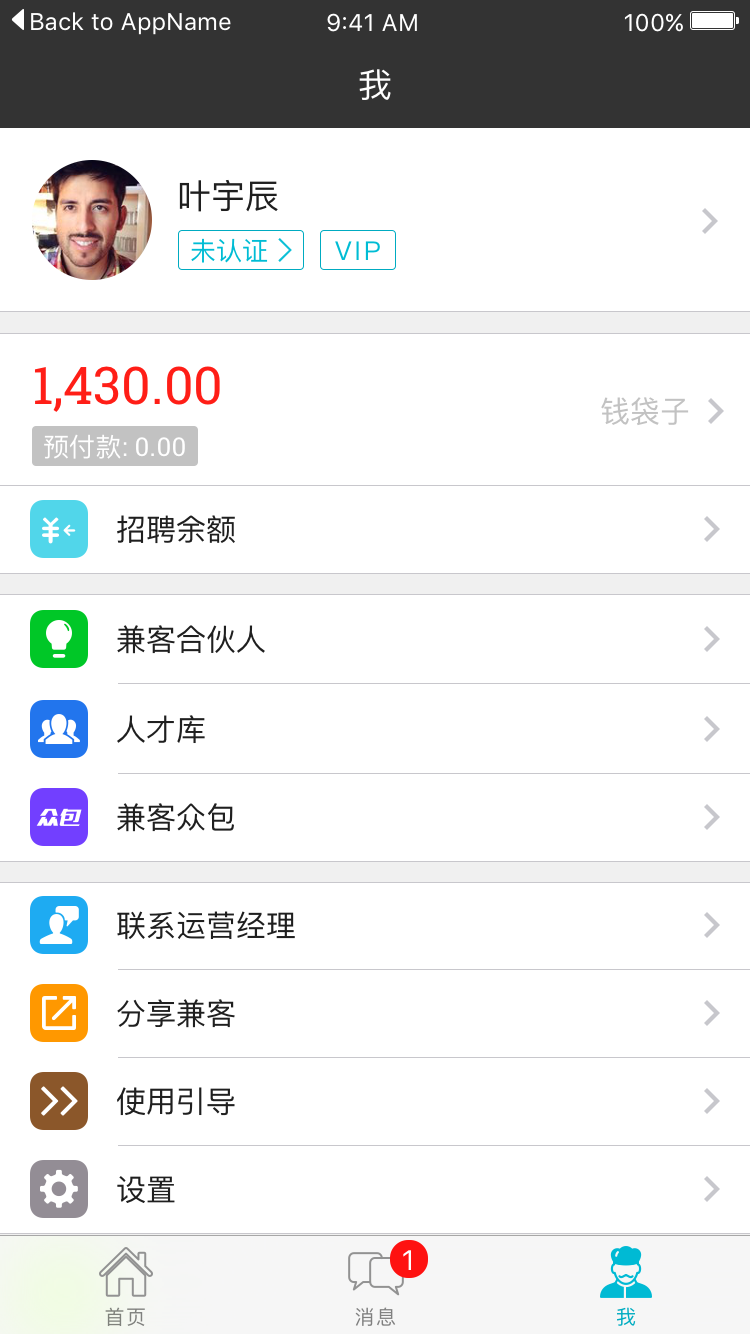 Back to AppName 9:41 AM 100%
我
叶宇辰
未认证 VIP
1,430.00
钱袋子
预付款: 0.00
招聘余额
兼客合伙人
人才库
众包 兼客众包
联系运营经理
分享兼客
使用引导
设置
1
首页 消息 我